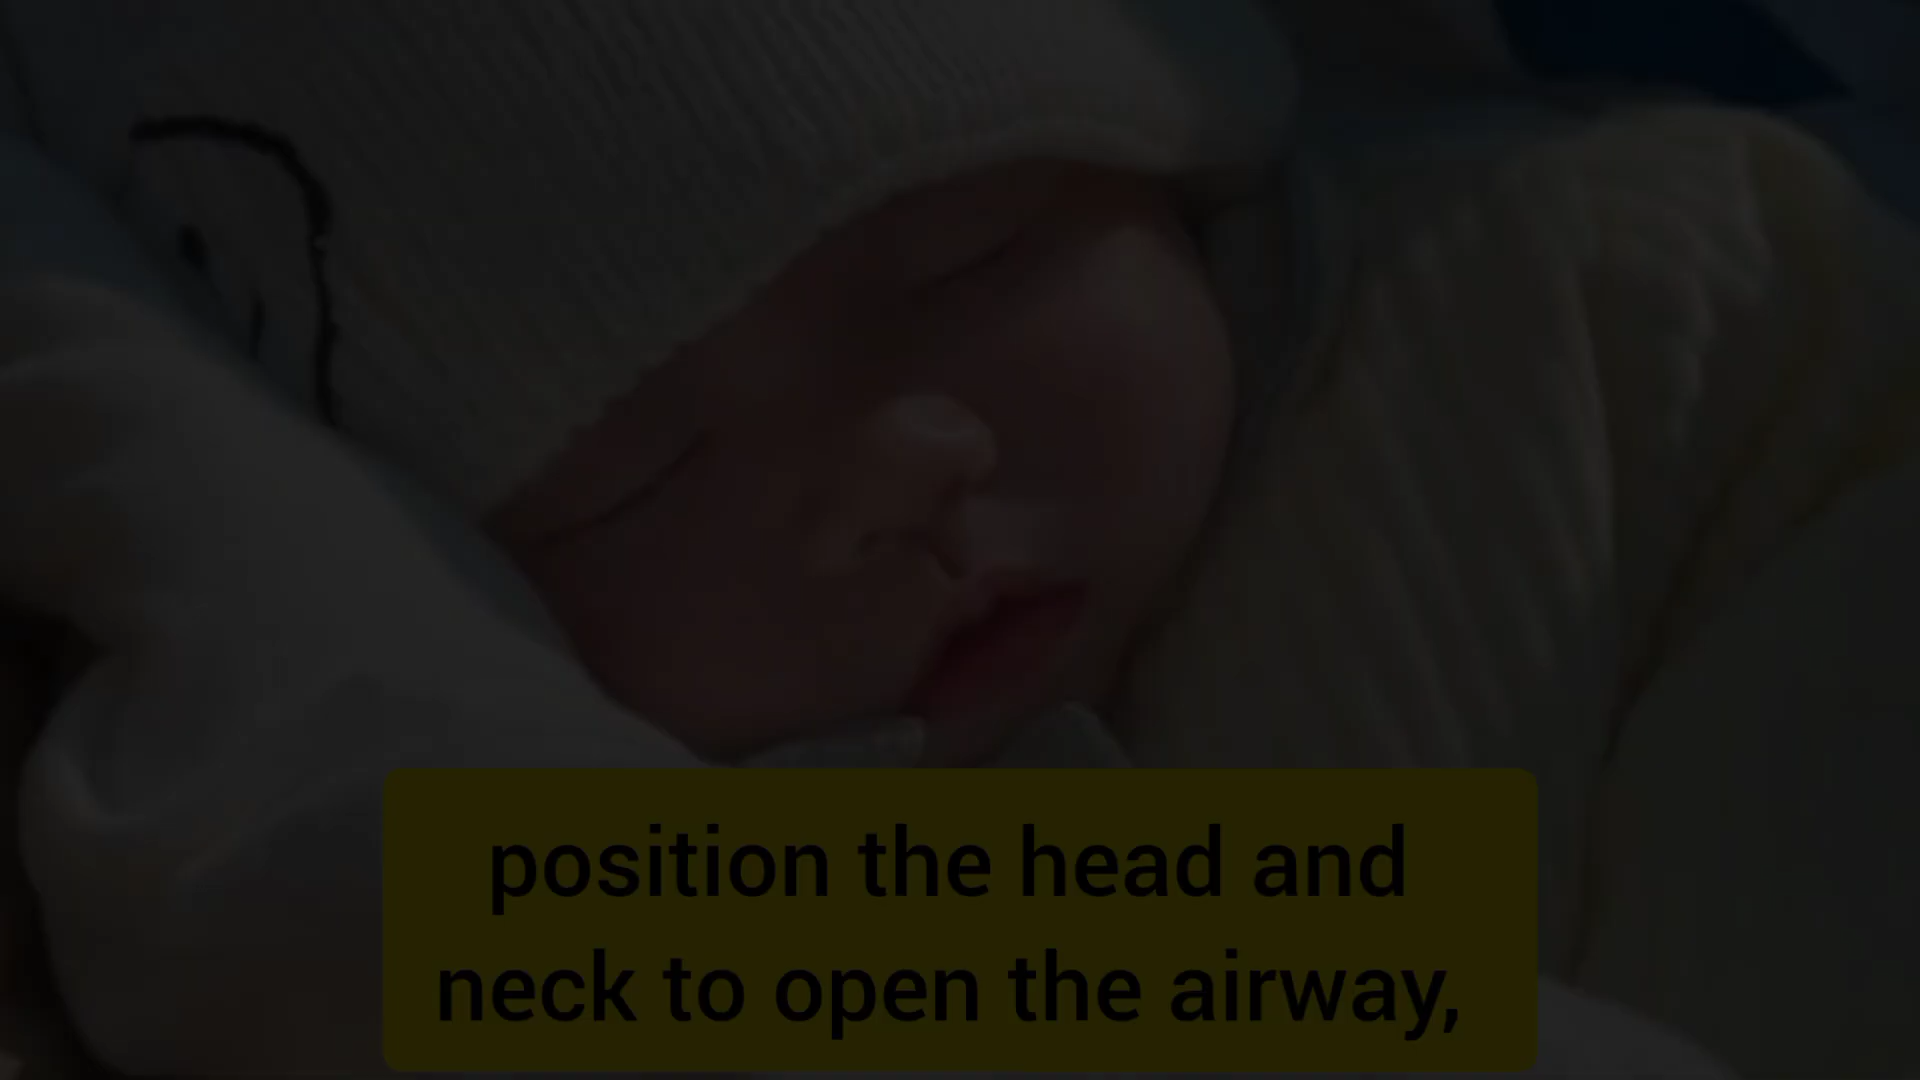 position the head and
neck to open the airway,